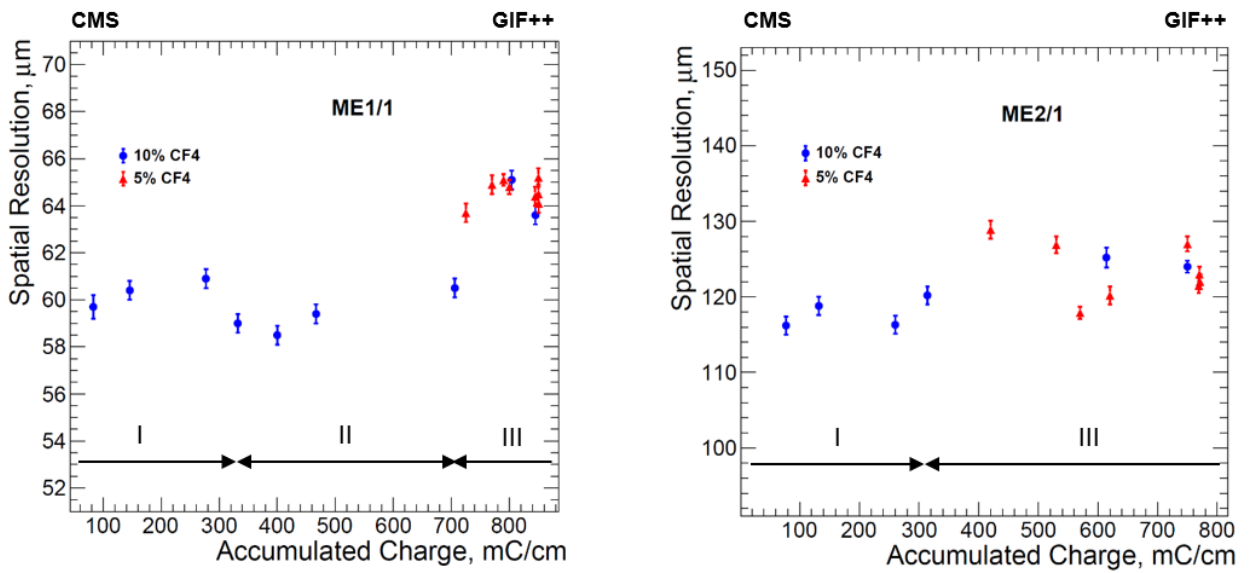 CMS GIF++
Spatial Resolution, μm
70
68
66
64
62
60
58
56
54
52
ME1/1
10% CF4
5% CF4
I II III
100 200 300 400 500 600 700 800
Accumulated Charge, mC/cm
CMS GIF++
Spatial Resolution, μm
150
140
130
120
110
100
ME2/1
10% CF4
5% CF4
I III
100 200 300 400 500 600 700 800
Accumulated Charge, mC/cm